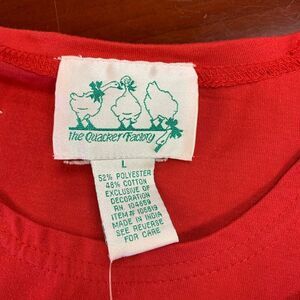 the Quacker Factory
L
52% POLYESTER
48% COTTON
EXCLUSIVE OF
DECORATION
RN 104659
ITEM# 106819
MADE IN INDIA
SEE REVERSE
FOR CARE